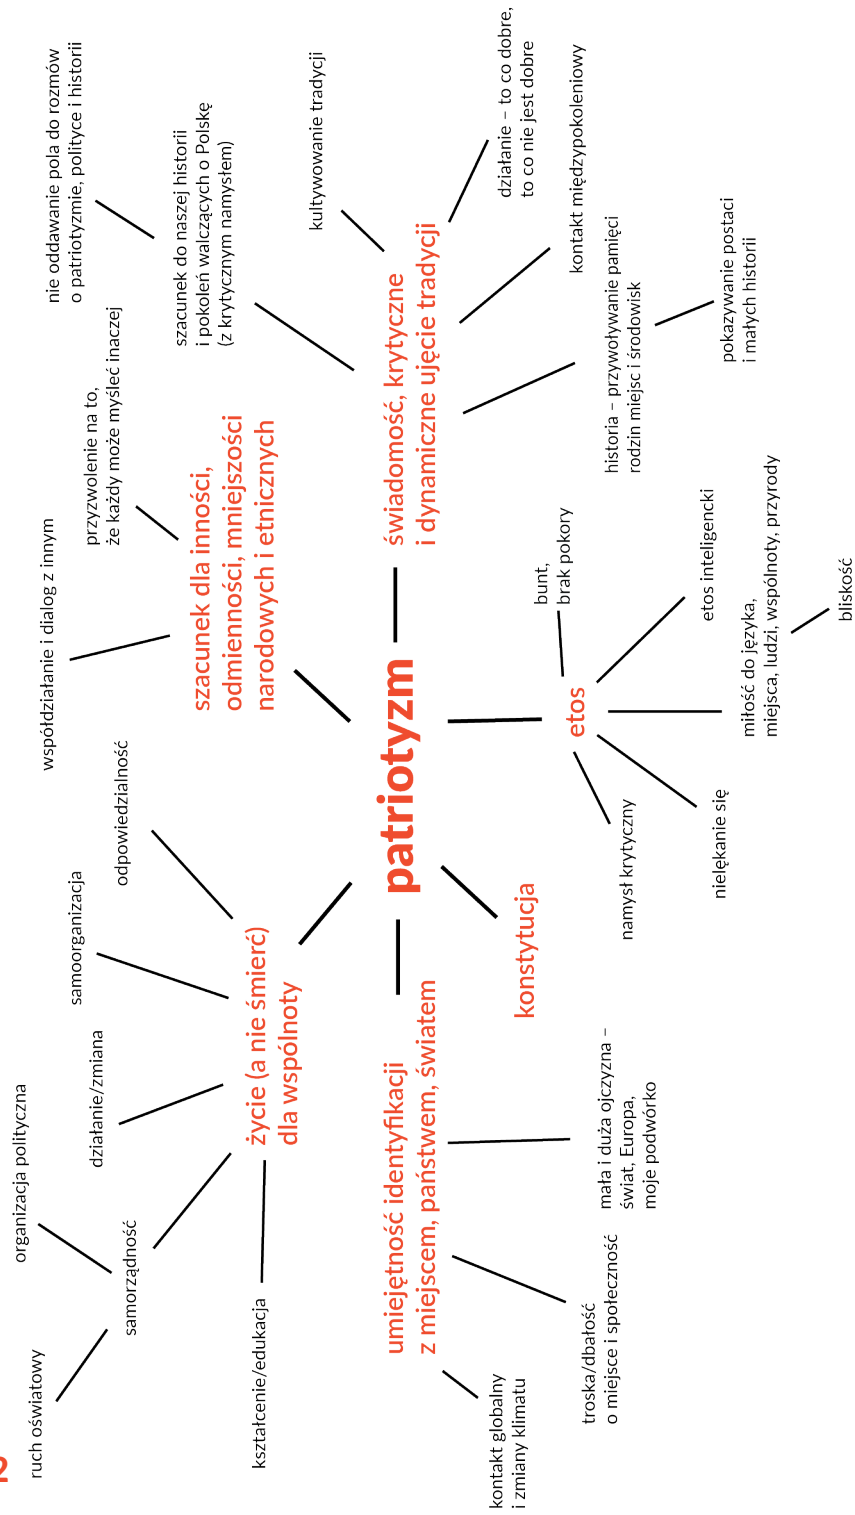 2
ruch oświatowy
organizacja polityczna
samorządność
działanie/zmiana
samoorganizacja
odpowiedzialność
kształcenie/edukacja
życie (a nie śmierć)
dla wspólnoty
współdziałanie i dialog z innym
przyzwolenie na to,
że każdy może myśleć inaczej
szacunek dla inności,
odmienności, mniejszości
narodowych i etnicznych
nie oddawanie pola do rozmów
o patriotyzmie, polityce i historii
szacunek do naszej historii
i pokoleń walczących o Polskę
(z krytycznym namysłem)
kultywowanie tradycji
świadomość, krytyczne
i dynamiczne ujęcie tradycji
działanie – to co dobre,
to co nie jest dobre
kontakt międzypokoleniowy
historia – przywoływanie pamięci
rodzin miejsc i środowisk
pokazywanie postaci
i małych historii
patriotyzm
umiejętność identyfikacji
z miejscem, państwem, światem
kontakt globalny
i zmiany klimatu
troska/dbałość
o miejsce i społeczność
mała i duża ojczyzna –
świat, Europa,
moje podwórko
konstytucja
etos
bunt,
brak pokory
namysł krytyczny
nielękanie się
etos inteligencki
miłość do języka,
miejsca, ludzi, wspólnoty, przyrody
bliskość